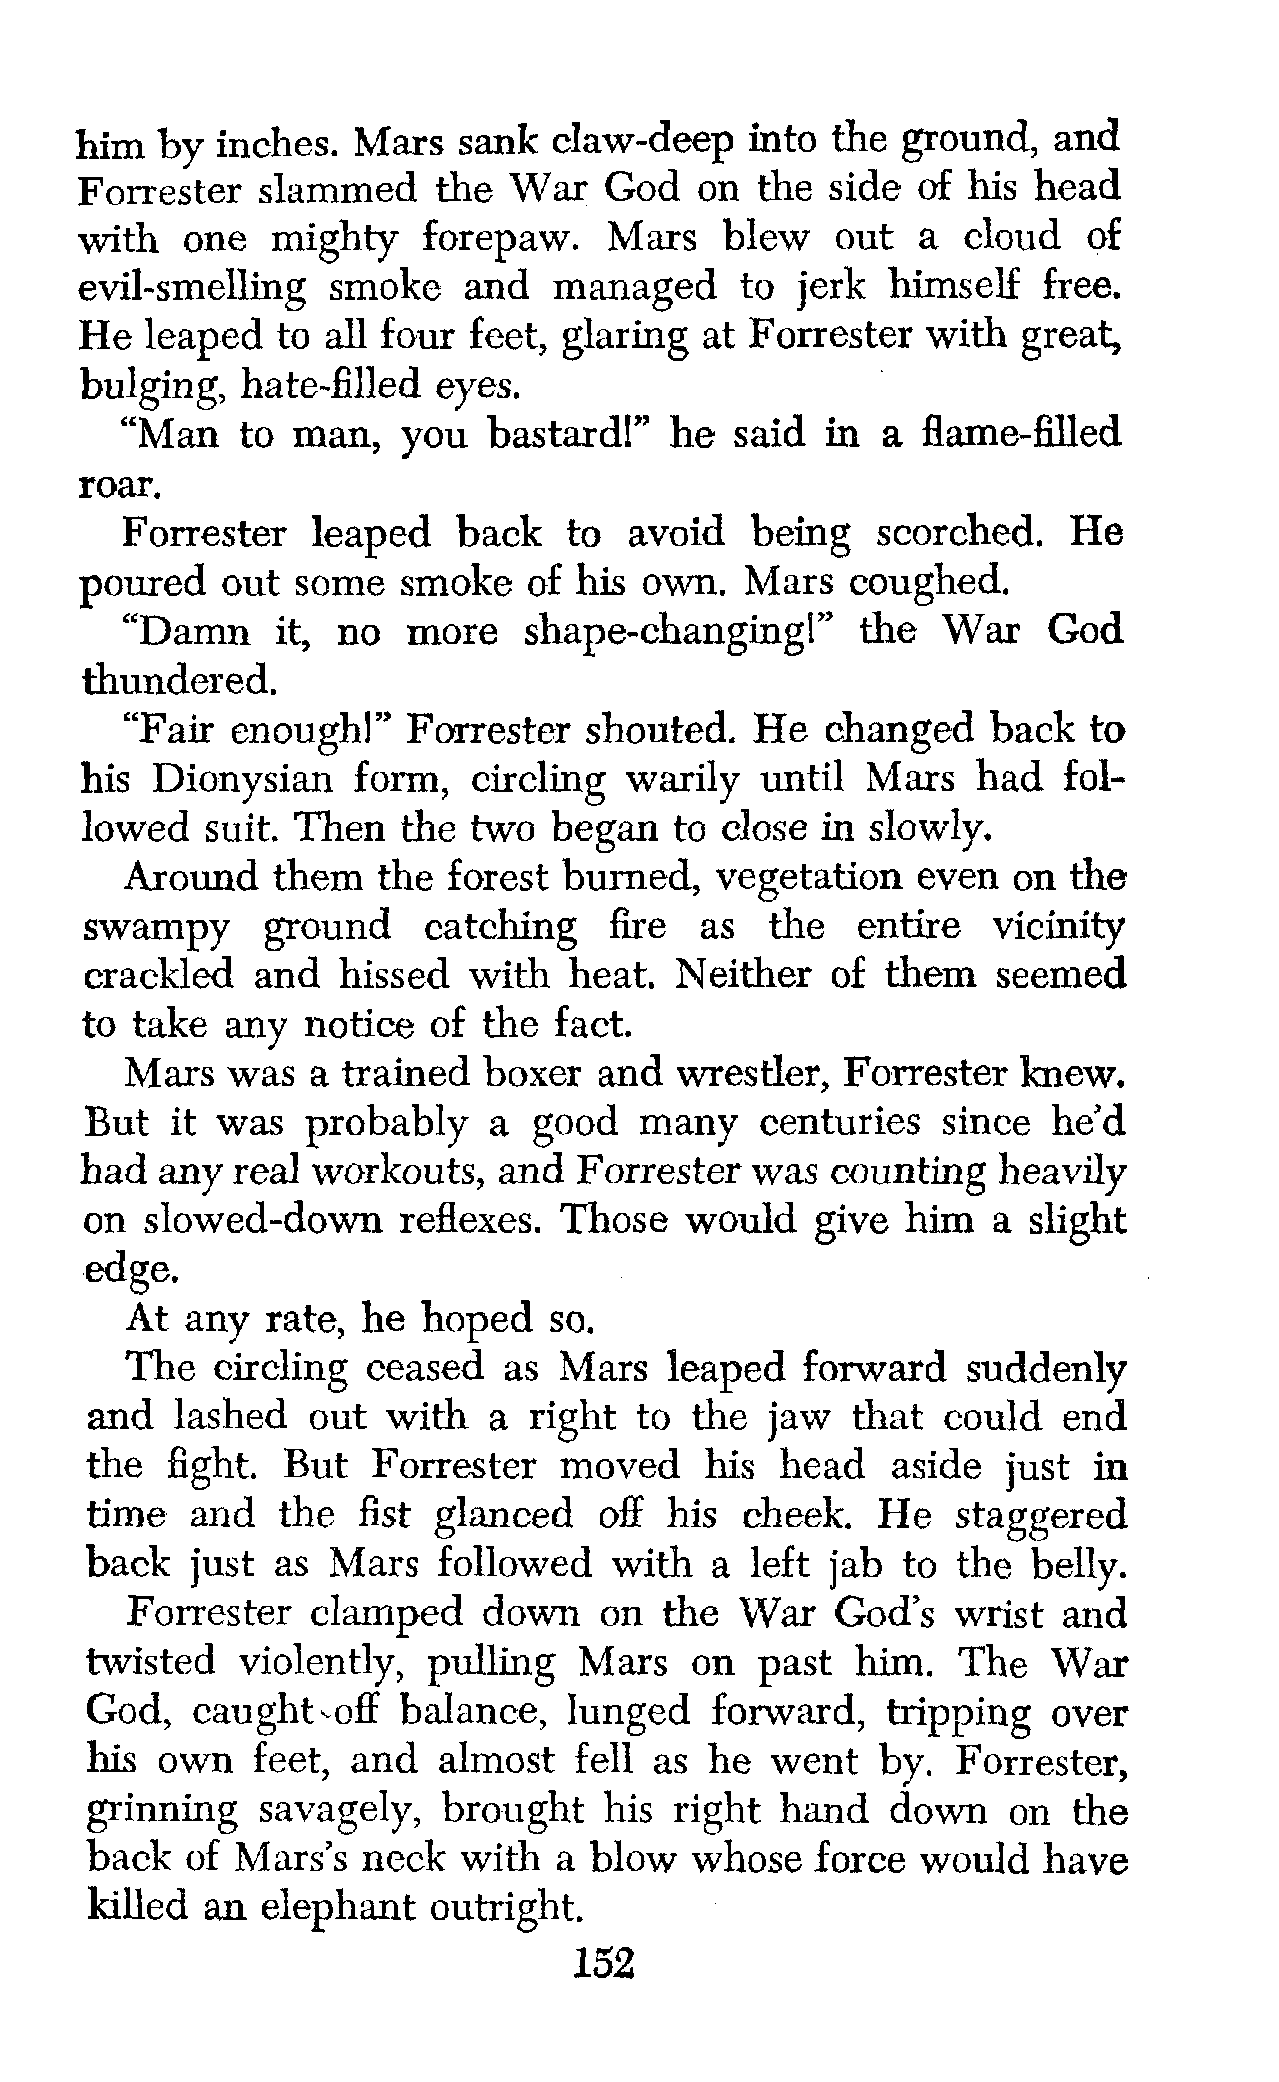 him by inches. Mars sank claw-deep into the ground, and
Forrester slammed the War God on the side of his head
with one mighty forepaw. Mars blew out a cloud of
evil-smelling smoke and managed to jerk himself free.
He leaped to all four feet, glaring at Forrester with great,
bulging, hate-filled eyes.
“Man to man, you bastard!” he said in a flame-filled
roar.
Forrester leaped back to avoid being scorched. He
poured out some smoke of his own. Mars coughed.
“Damn it, no more shape-changing!” the War God
thundered.
“Fair enough!” Forrester shouted. He changed back to
his Dionysian form, circling warily until Mars had fol-
lowed suit. Then the two began to close in slowly.
Around them the forest burned, vegetation even on the
swampy ground catching fire as the entire vicinity
crackled and hissed with heat. Neither of them seemed
to take any notice of the fact.
Mars was a trained boxer and wrestler, Forrester knew.
But it was probably a good many centuries since he’d
had any real workouts, and Forrester was counting heavily
on slowed-down reflexes. Those would give him a slight
edge.
At any rate, he hoped so.
The circling ceased as Mars leaped forward suddenly
and lashed out with a right to the jaw that could end
the fight. But Forrester moved his head aside just in
time and the fist glanced off his cheek. He staggered
back just as Mars followed with a left jab to the belly.
Forrester clamped down on the War God’s wrist and
twisted violently, pulling Mars on past him. The War
God, caught off balance, lunged forward, tripping over
his own feet, and almost fell as he went by. Forrester,
grinning savagely, brought his right hand down on the
back of Mars’s neck with a blow whose force would have
killed an elephant outright.
152